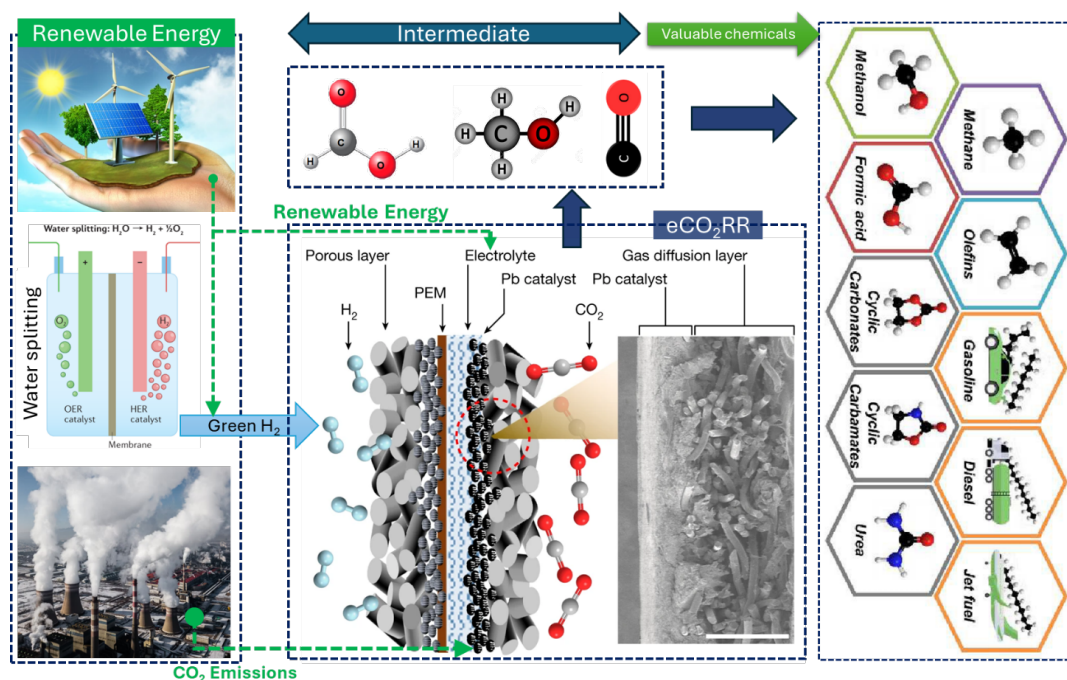 Renewable Energy
Water splitting: H₂O → H₂ + ½O₂
Water splitting
+
−
O₂
H₂
OER
catalyst
HER
catalyst
Membrane
Green H₂
CO₂ Emissions
Intermediate
Valuable chemicals
O
C
H
O
H
H
H
C
O
H
H
O
C
Renewable Energy
eCO₂RR
Porous layer
Electrolyte
Gas diffusion layer
PEM
Pb catalyst
Pb catalyst
H₂
CO₂
Methanol
Methane
Formic acid
Olefins
Cyclic
Carbonates
Gasoline
Cyclic
Carbamates
Diesel
Urea
Jet fuel